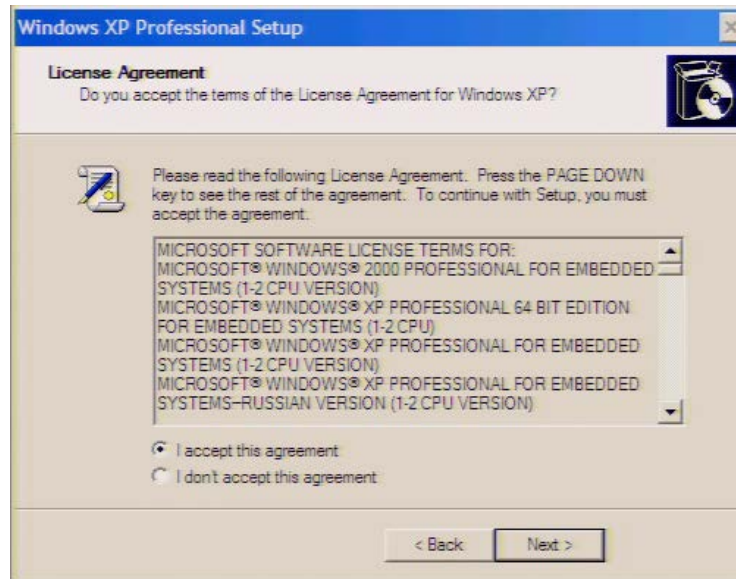 Windows XP Professional Setup
License Agreement
Do you accept the terms of the License Agreement for Windows XP?
Please read the following License Agreement. Press the PAGE DOWN
key to see the rest of the agreement. To continue with Setup, you must
accept the agreement.
MICROSOFT SOFTWARE LICENSE TERMS FOR:
MICROSOFT® WINDOWS® 2000 PROFESSIONAL FOR EMBEDDED
SYSTEMS (1-2 CPU VERSION)
MICROSOFT® WINDOWS® XP PROFESSIONAL 64 BIT EDITION
FOR EMBEDDED SYSTEMS (1-2 CPU)
MICROSOFT® WINDOWS® XP PROFESSIONAL FOR EMBEDDED
SYSTEMS (1-2 CPU VERSION)
MICROSOFT® WINDOWS® XP PROFESSIONAL FOR EMBEDDED
SYSTEMS–RUSSIAN VERSION (1-2 CPU VERSION)
I accept this agreement
I don't accept this agreement
< Back Next >